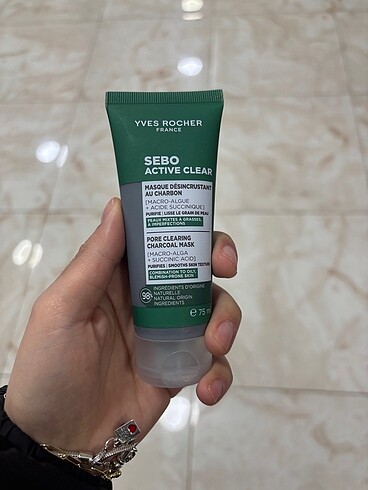 YVES ROCHER
FRANCE
SEBO
ACTIVE CLEAR
MASQUE DÉSINCRUSTANT
AU CHARBON
[MACRO-ALGUE
+ ACIDE SUCCINIQUE]
PURIFIE | LISSE LE GRAIN DE PEAU
PEAUX MIXTES À GRASSES,
À IMPERFECTIONS
PORE CLEARING
CHARCOAL MASK
[MACRO-ALGA
+ SUCCINIC ACID]
PURIFIES | SMOOTHS SKIN TEXTURE
COMBINATION TO OILY,
BLEMISH-PRONE SKIN
98%
INGRÉDIENTS D'ORIGINE
NATURELLE
NATURAL ORIGIN
INGREDIENTS
℮ 75 m